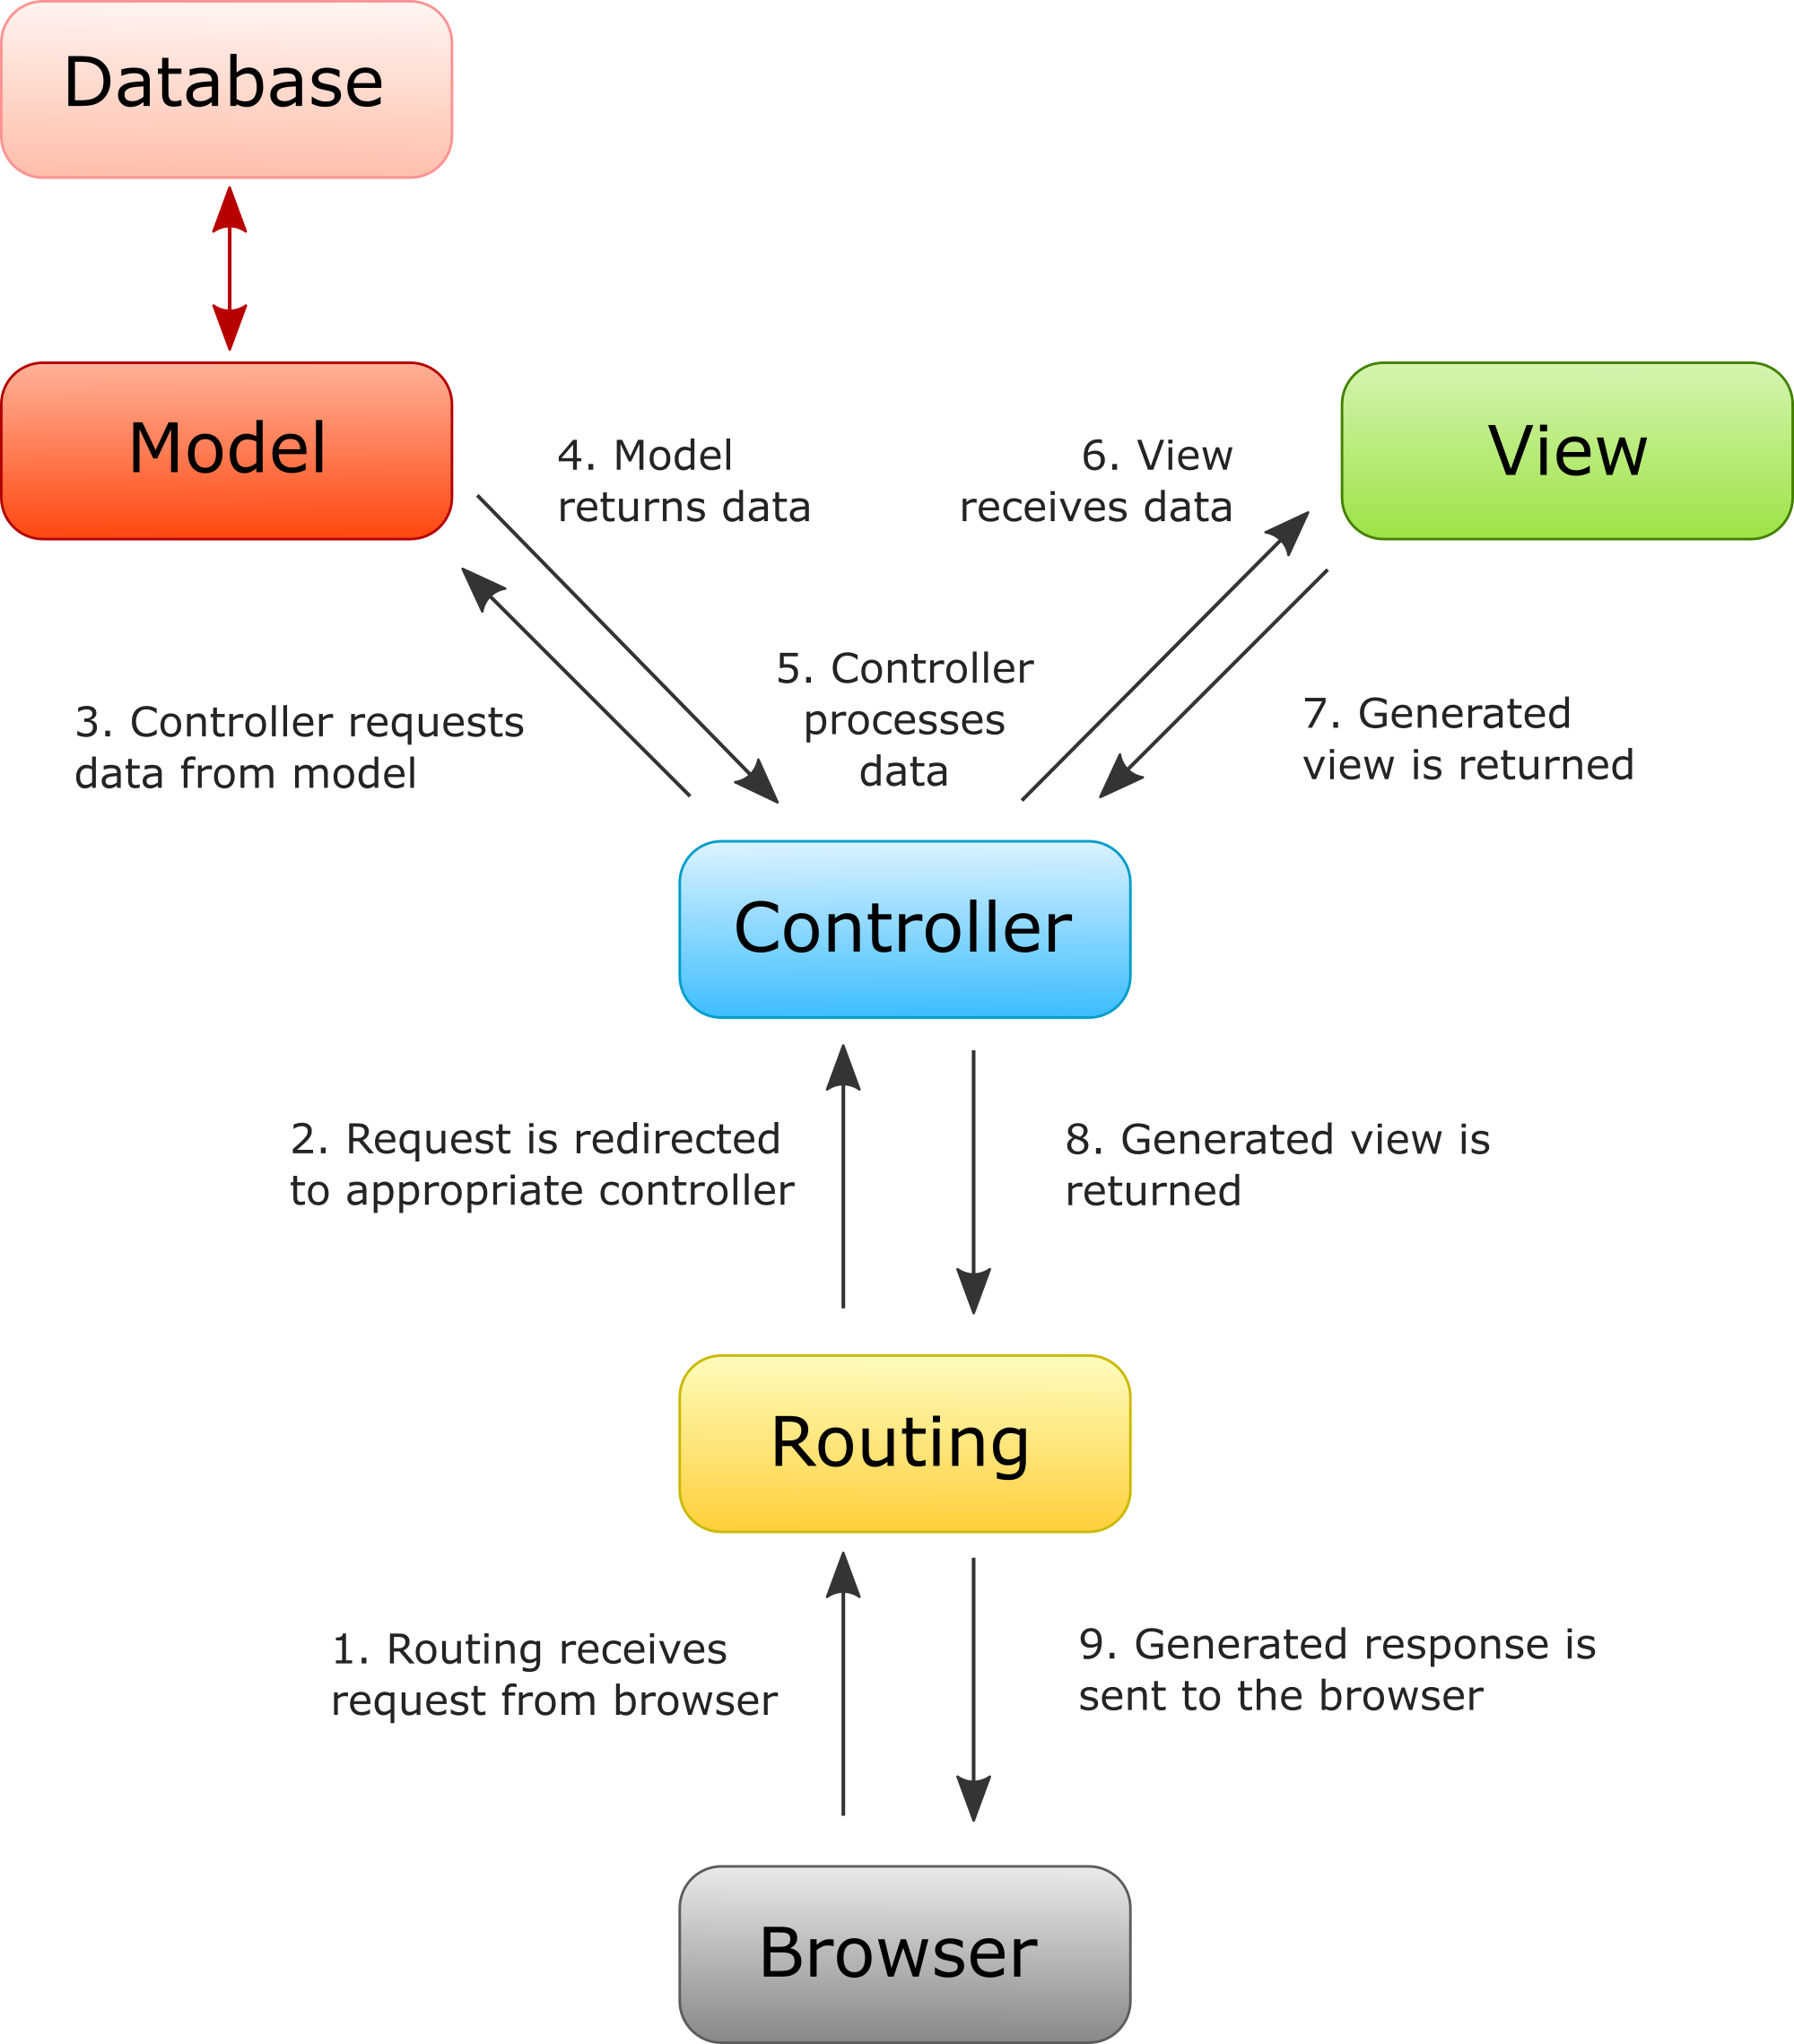 Database
Model
View
4. Model
returns data
6. View
receives data
5. Controller
processes
data
3. Controller requests
data from model
7. Generated
view is returned
Controller
2. Request is redirected
to appropriate controller
8. Generated view is
returned
Routing
1. Routing receives
request from browser
9. Generated response is
sent to the browser
Browser